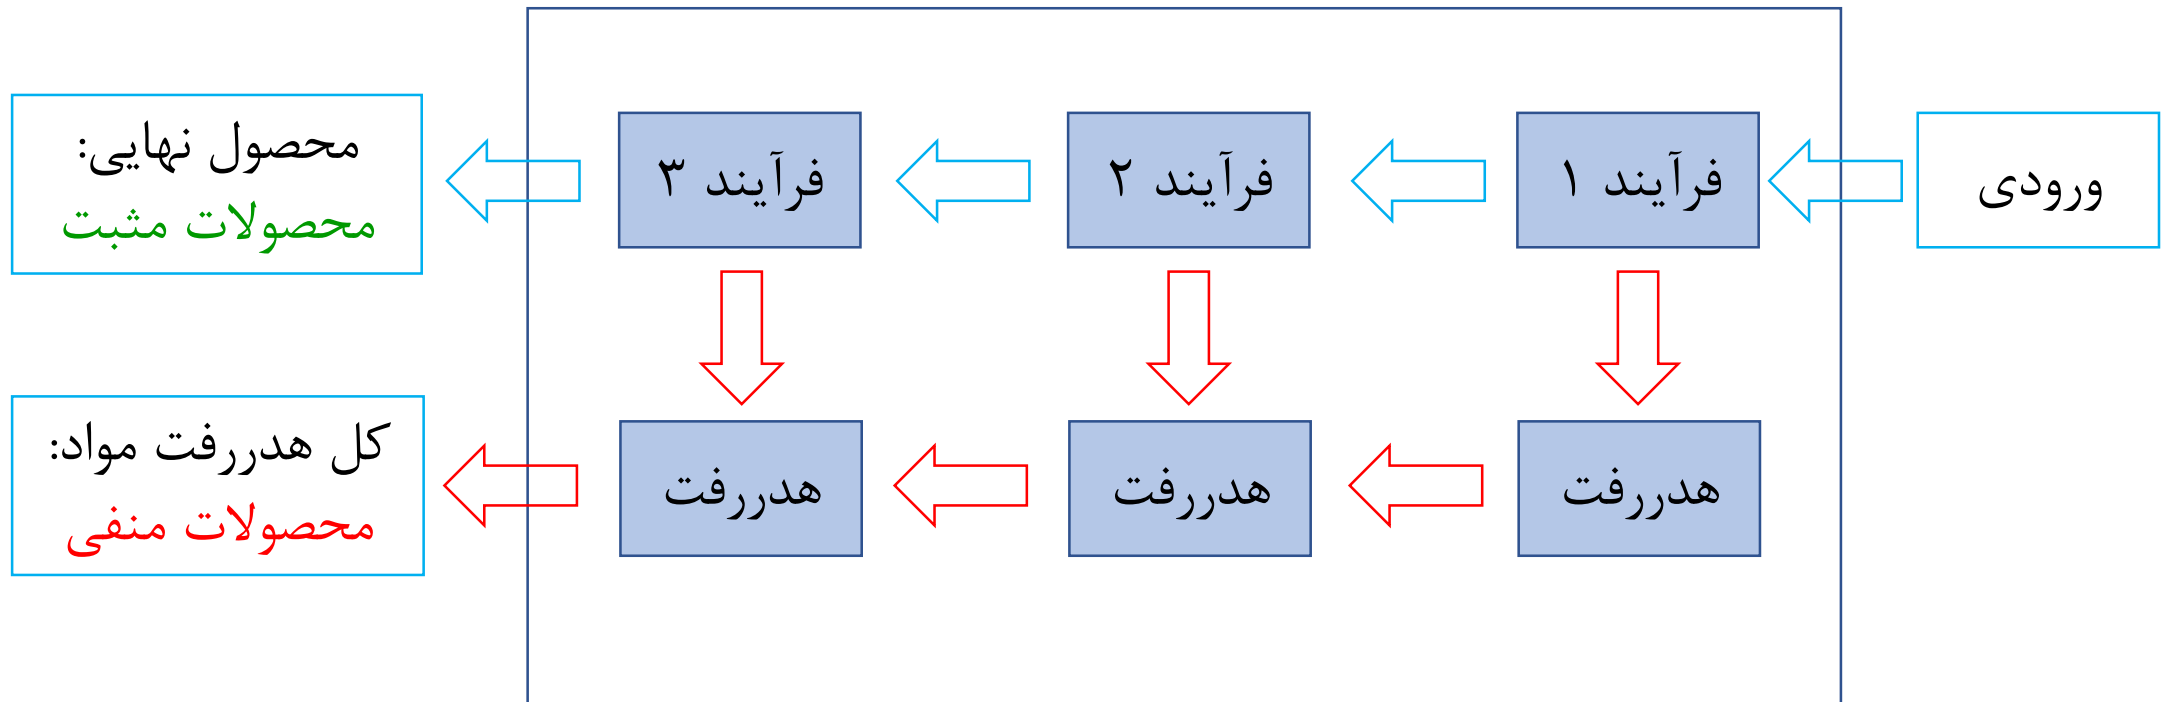 ورودی
فرآیند ۱
فرآیند ۲
فرآیند ۳
محصول نهایی:
محصولات مثبت
هدررفت
هدررفت
هدررفت
کل هدررفت مواد:
محصولات منفی